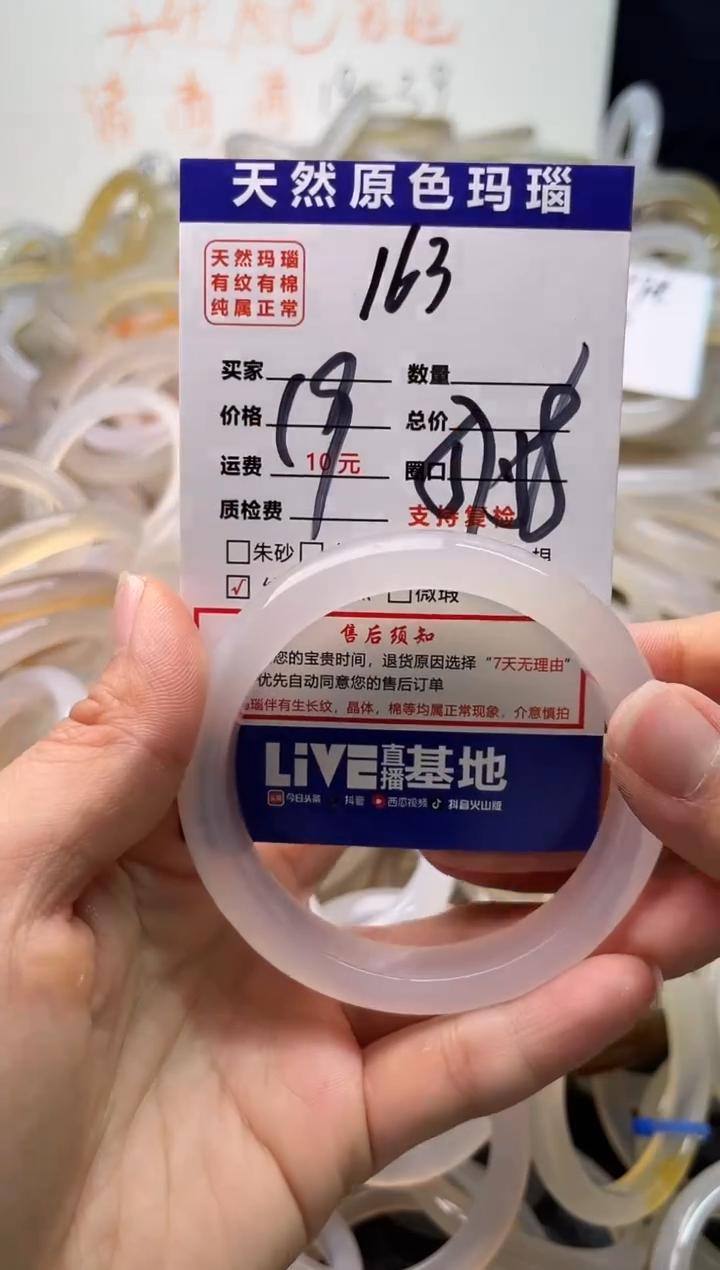 19-29
天然原色玛瑙
天然玛瑙
有纹有棉
纯属正常
163
买家 数量
价格 19 总价
运费 10元 圈口
质检费 支持复检
朱砂
√ 微瑕
售后须知
您的宝贵时间，退货原因选择“7天无理由”
优先自动同意您的售后订单
玛瑙伴有生长纹，晶体，棉等均属正常现象。介意慎拍
LiVE直播基地
今日头条 抖音 西瓜视频 抖音火山版